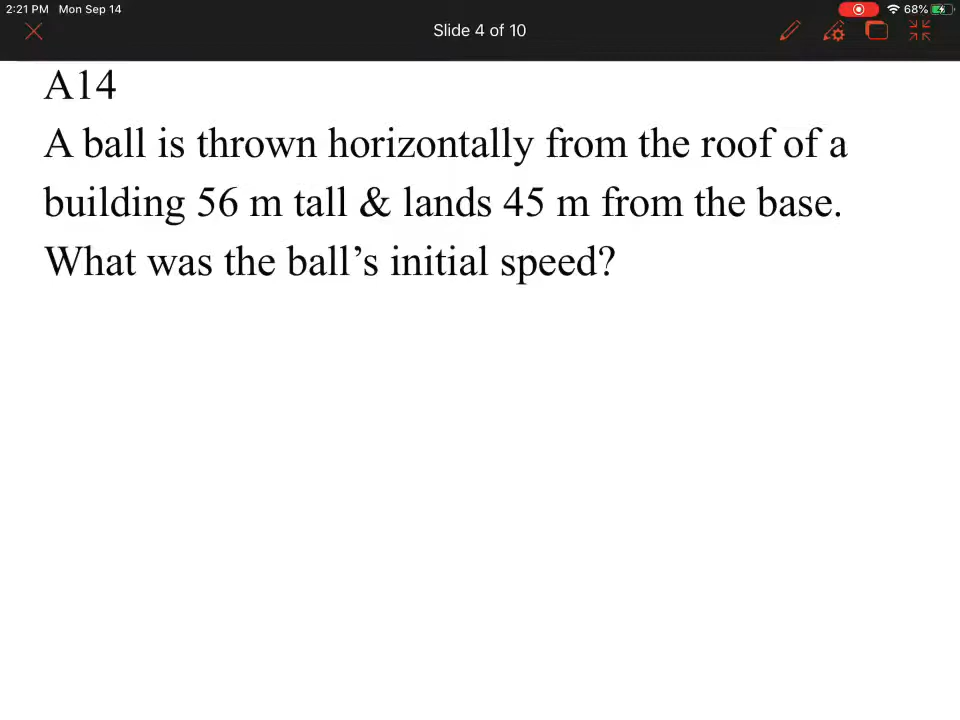 2:21 PM Mon Sep 14 68%
Slide 4 of 10
A14
A ball is thrown horizontally from the roof of a
building 56 m tall & lands 45 m from the base.
What was the ball’s initial speed?